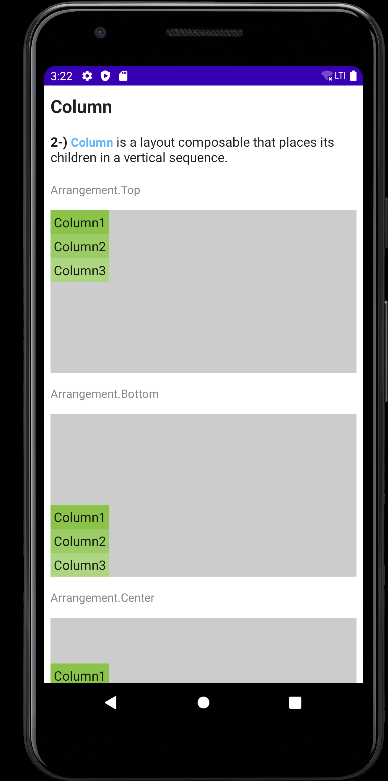 3:22 LTE
Column
2-) Column is a layout composable that places its
children in a vertical sequence.
Arrangement.Top
Column1
Column2
Column3
Arrangement.Bottom
Column1
Column2
Column3
Arrangement.Center
Column1